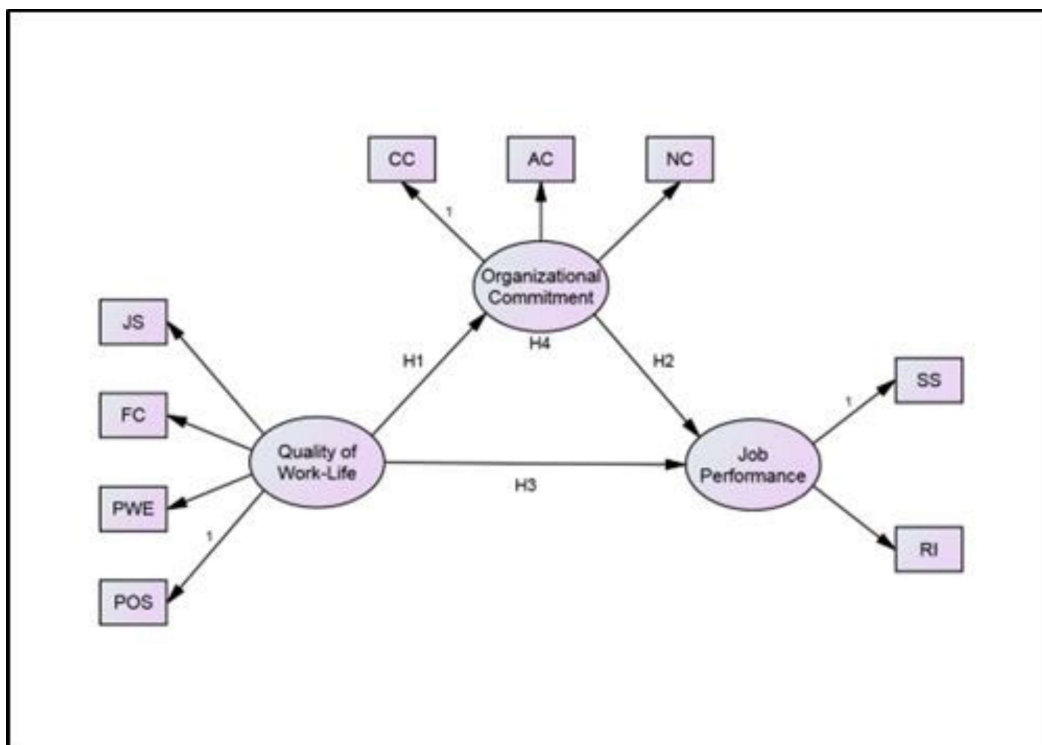 CC
AC
NC
1
Organizational
Commitment
H4
JS
H1
H2
SS
1
FC
Quality of
Work-Life
Job
Performance
H3
PWE
1
RI
POS